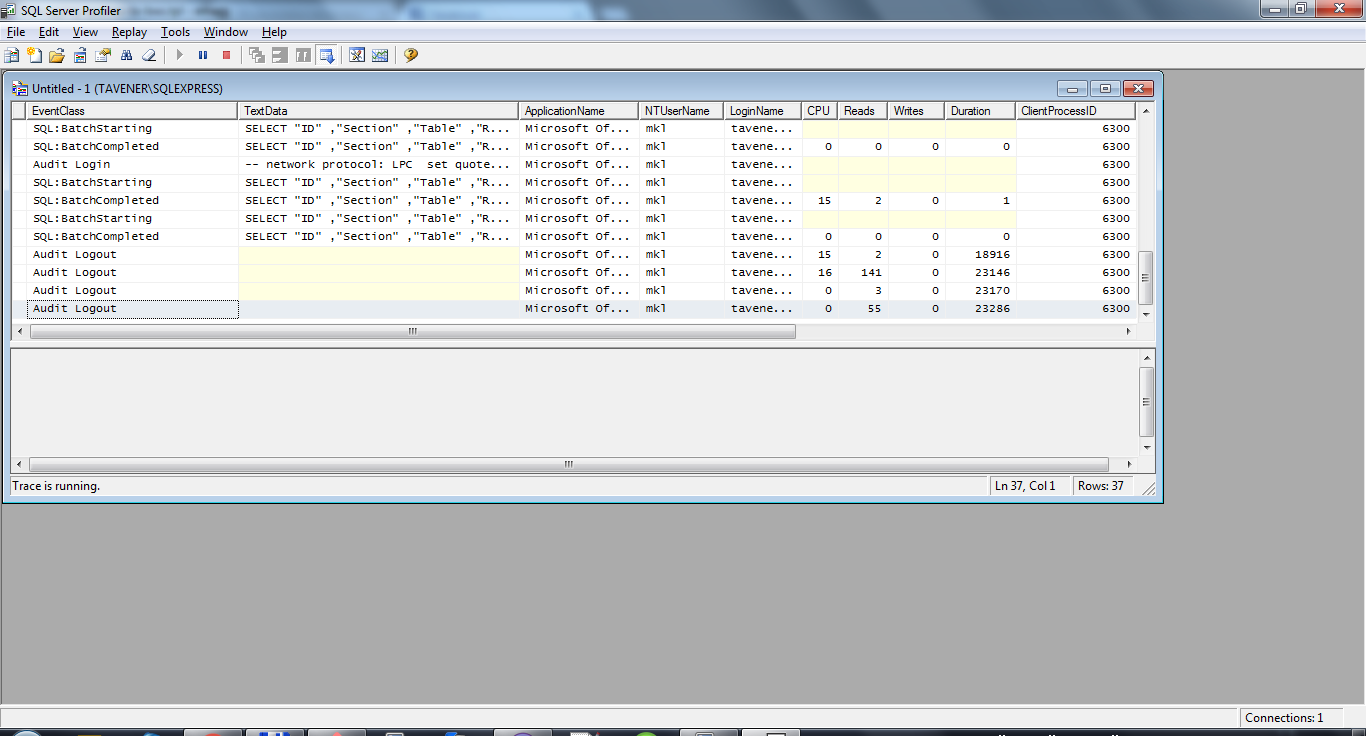 SQL Server Profiler
File Edit View Replay Tools Window Help
Untitled - 1 (TAVENER\SQLEXPRESS)
EventClass TextData ApplicationName NTUserName LoginName CPU Reads Writes Duration ClientProcessID
SQL:BatchStarting SELECT "ID" ,"Section" ,"Table" ,"R... Microsoft Of... mkl tavene... 6300
SQL:BatchCompleted SELECT "ID" ,"Section" ,"Table" ,"R... Microsoft Of... mkl tavene... 0 0 0 0 6300
Audit Login -- network protocol: LPC set quote... Microsoft Of... mkl tavene... 6300
SQL:BatchStarting SELECT "ID" ,"Section" ,"Table" ,"R... Microsoft Of... mkl tavene... 6300
SQL:BatchCompleted SELECT "ID" ,"Section" ,"Table" ,"R... Microsoft Of... mkl tavene... 15 2 0 1 6300
SQL:BatchStarting SELECT "ID" ,"Section" ,"Table" ,"R... Microsoft Of... mkl tavene... 6300
SQL:BatchCompleted SELECT "ID" ,"Section" ,"Table" ,"R... Microsoft Of... mkl tavene... 0 0 0 0 6300
Audit Logout Microsoft Of... mkl tavene... 15 2 0 18916 6300
Audit Logout Microsoft Of... mkl tavene... 16 141 0 23146 6300
Audit Logout Microsoft Of... mkl tavene... 0 3 0 23170 6300
Audit Logout Microsoft Of... mkl tavene... 0 55 0 23286 6300
Trace is running. Ln 37, Col 1 Rows: 37
Connections: 1